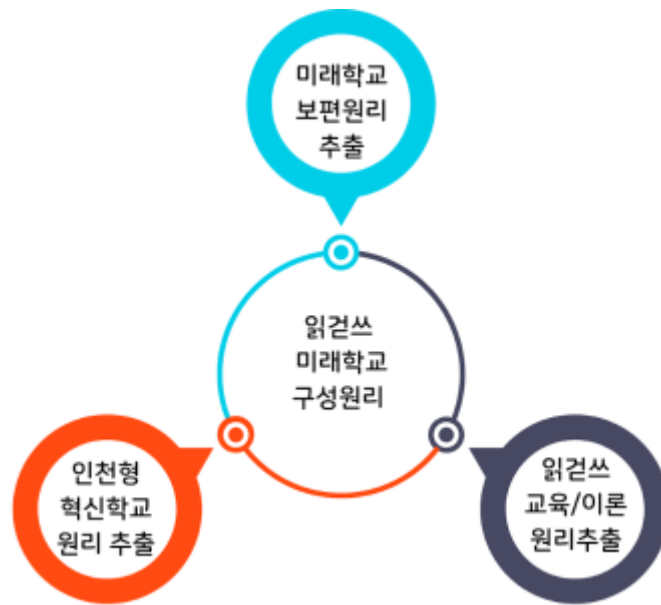 미래학교
보편원리
추출
읽걷쓰
미래학교
구성원리
인천형
혁신학교
원리 추출
읽걷쓰
교육/이론
원리추출